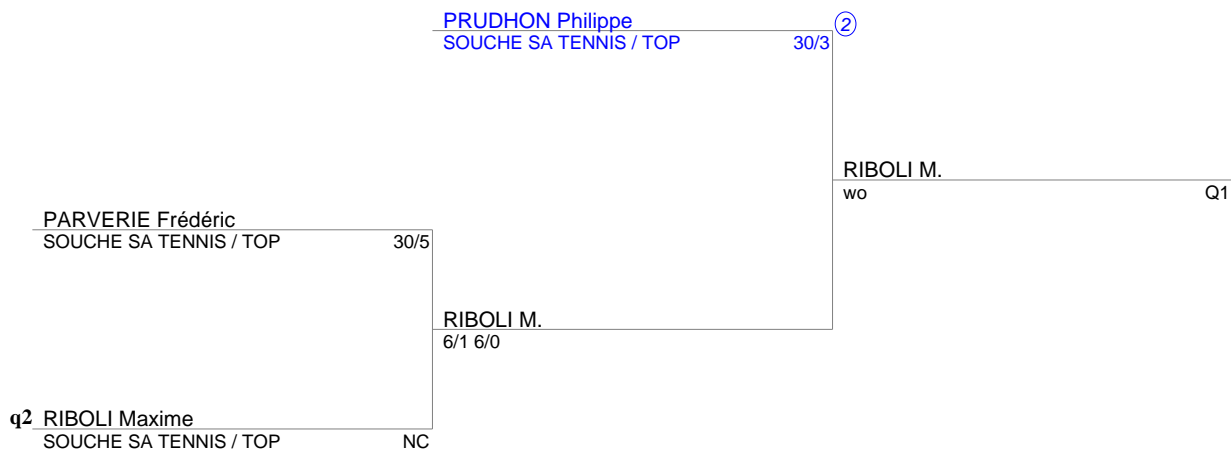 PRUDHON Philippe 2
SOUCHE SA TENNIS / TOP 30/3
RIBOLI M.
wo Q1
PARVERIE Frédéric
SOUCHE SA TENNIS / TOP 30/5
RIBOLI M.
6/1 6/0
q2 RIBOLI Maxime
SOUCHE SA TENNIS / TOP NC